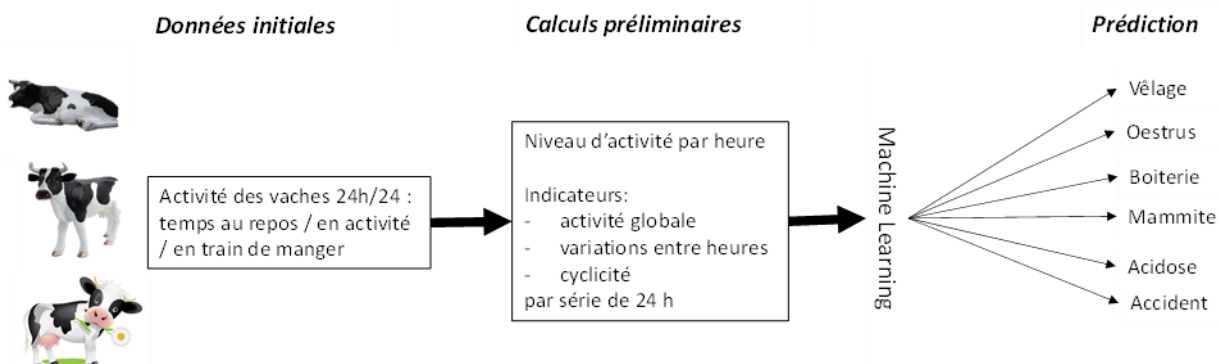 Données initiales
Calculs préliminaires
Prédiction
Activité des vaches 24h/24 :
temps au repos / en activité
/ en train de manger
Niveau d'activité par heure
Indicateurs:
- activité globale
- variations entre heures
- cyclicité
par série de 24 h
Machine Learning
Vêlage
Oestrus
Boiterie
Mammite
Acidose
Accident